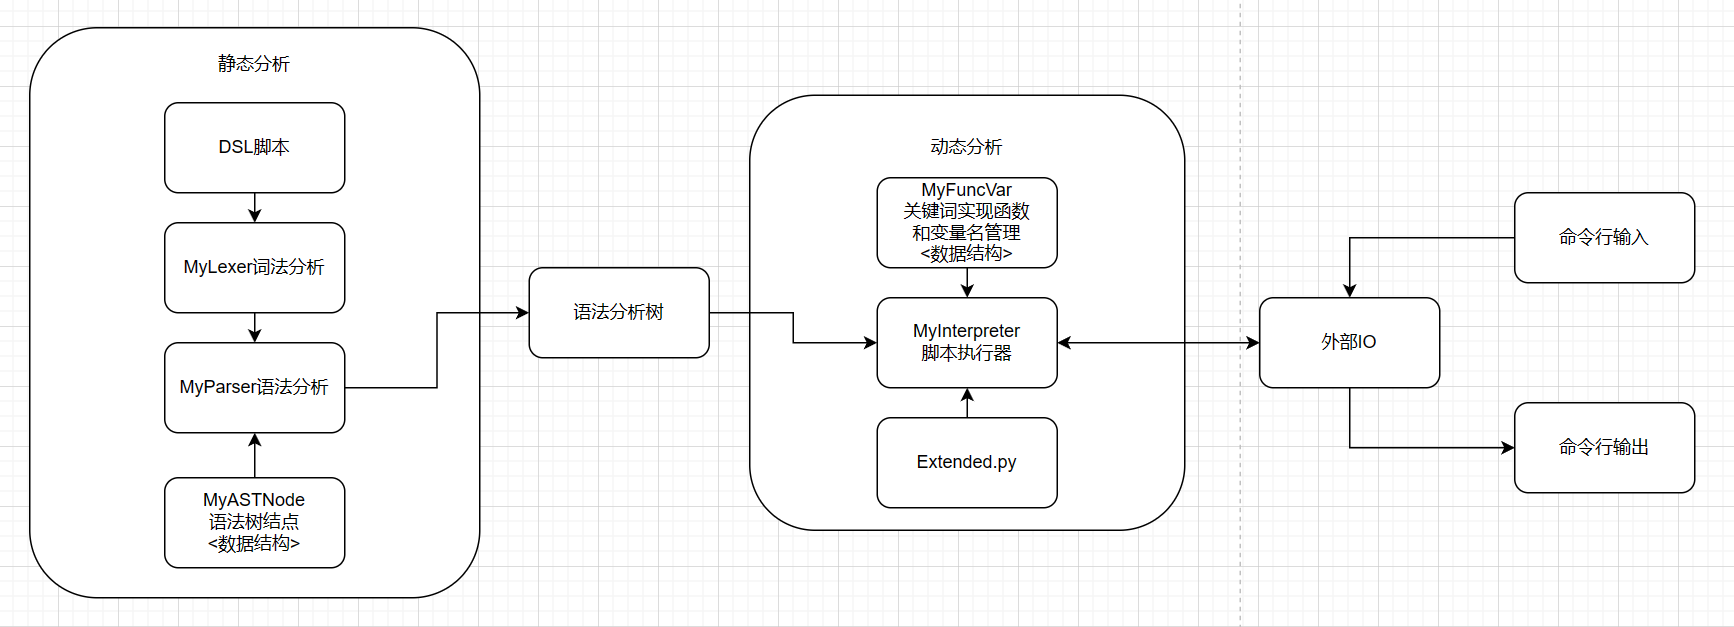 静态分析
DSL脚本
MyLexer词法分析
MyParser语法分析
MyASTNode
语法树结点
<数据结构>
语法分析树
动态分析
MyFuncVar
关键词实现函数
和变量名管理
<数据结构>
MyInterpreter
脚本执行器
Extended.py
外部IO
命令行输入
命令行输出